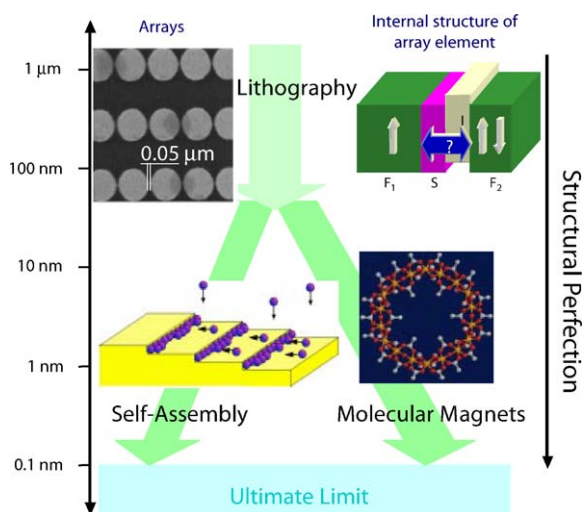 Arrays
Internal structure of
array element
1 μm
Lithography
0.05 μm
I
?
F1 S F2
100 nm
Structural Perfection
10 nm
1 nm
Self-Assembly
Molecular Magnets
0.1 nm
Ultimate Limit